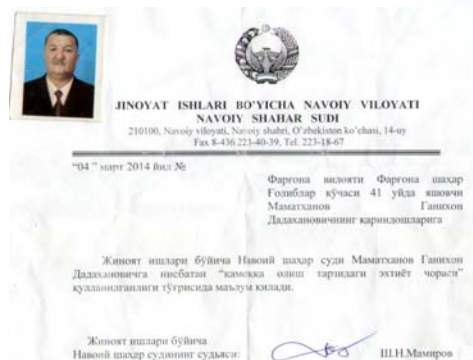 JINOYAT ISHLARI BO'YICHA NAVOIY VILOYATI
NAVOIY SHAHAR SUDI
210100, Navoiy viloyati, Navoiy shahri, O'zbekiston ko'chasi, 14-uy
Fax 8-436 223-40-39, Tel. 223-18-67
"04 " март 2014 йил №
Фарғона вилояти Фарғона шаҳар
Ғолиблар кўчаси 41 уйда яшовчи
Маматханов Ганихон
Дадахановичнинг қариндошларига
Жиноят ишлари бўйича Навоий шаҳар суди Маматханов Ганихон
Дадахановичга нисбатан "қамоққа олиш тарзидаги эхтиёт чораси"
қулланилганлиги тўғрисида маълум қилади.
Жиноят ишлари бўйича
Навоий шаҳар судининг судьяси: Ш.Н.Мамиров